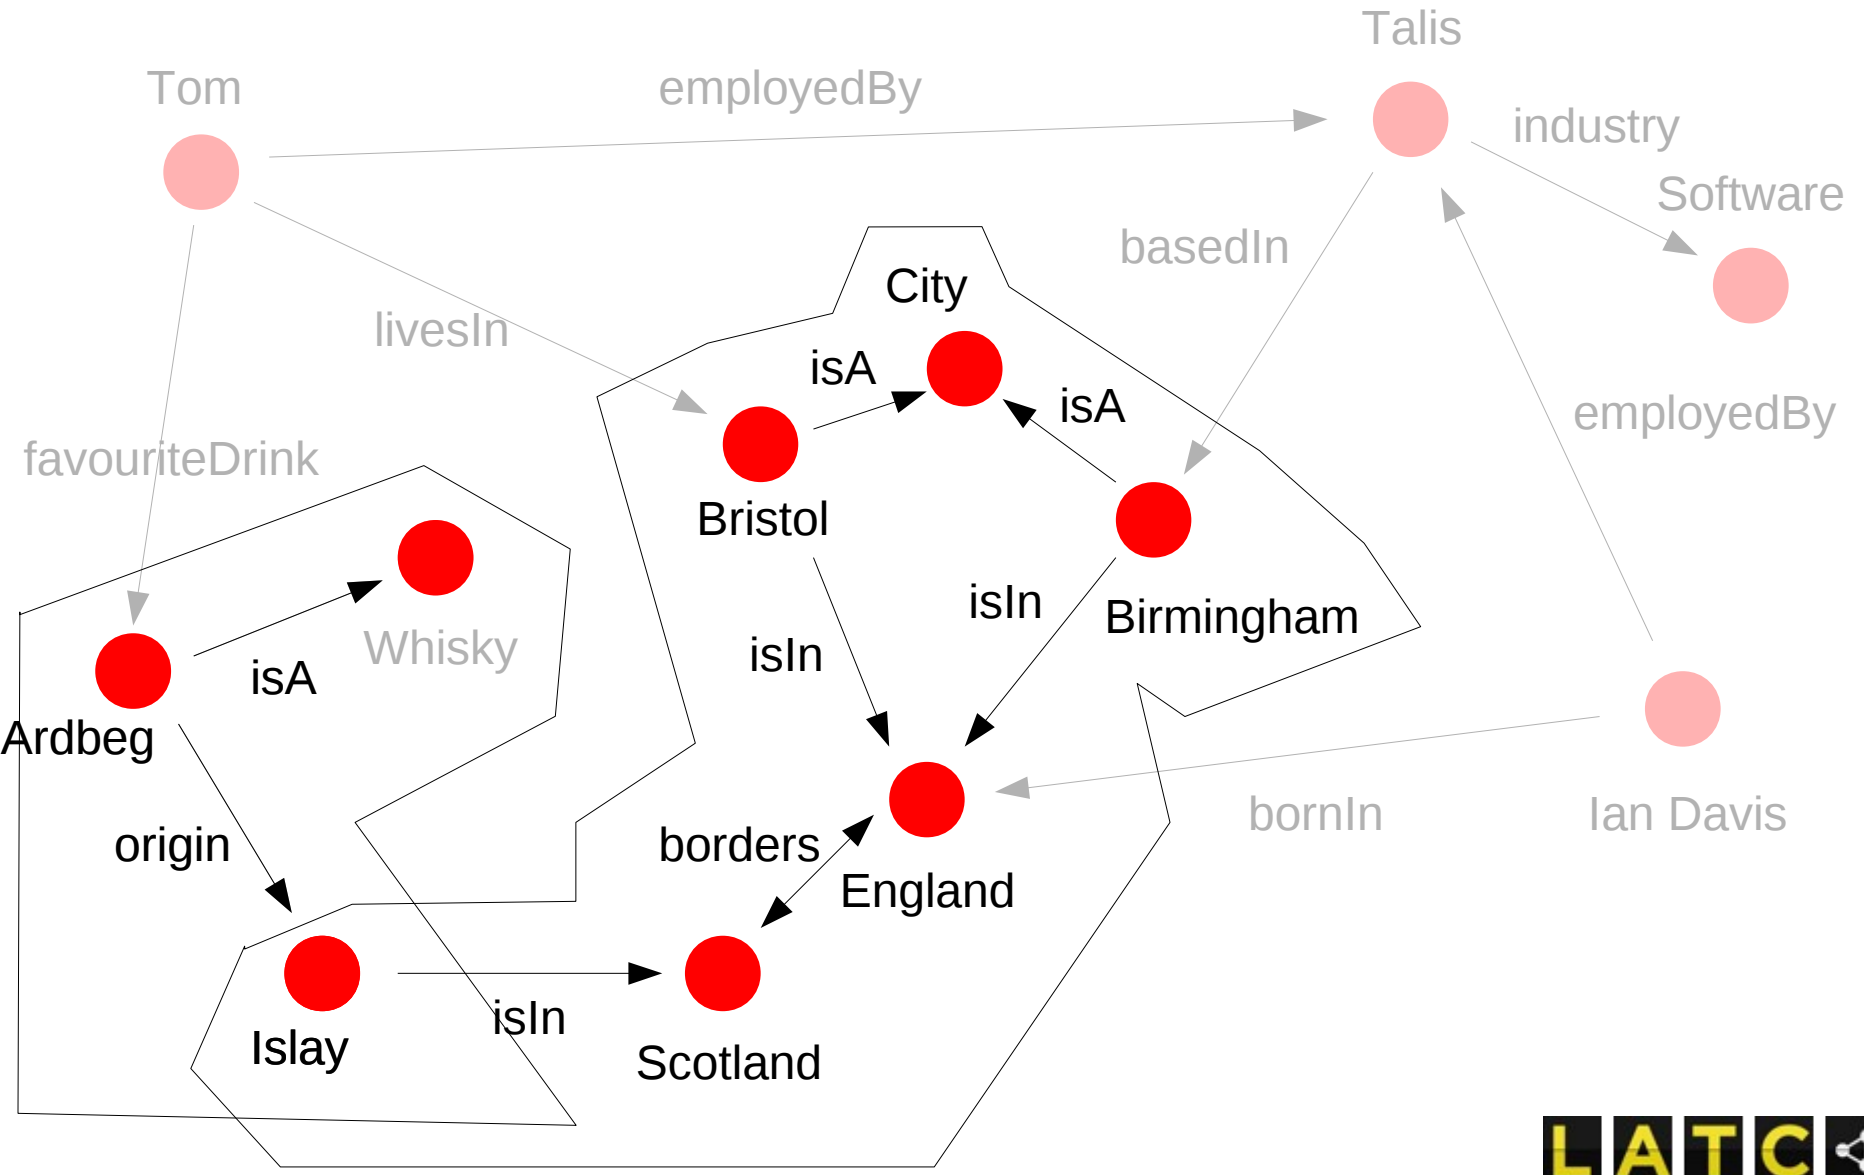 Talis
Tom
employedBy
industry
Software
basedIn
City
livesIn
isA
isA
employedBy
favouriteDrink
Bristol
isIn
Birmingham
Whisky
isIn
isA
Ardbeg
origin
borders
bornIn
Ian Davis
England
isIn
Islay
Scotland
LATC